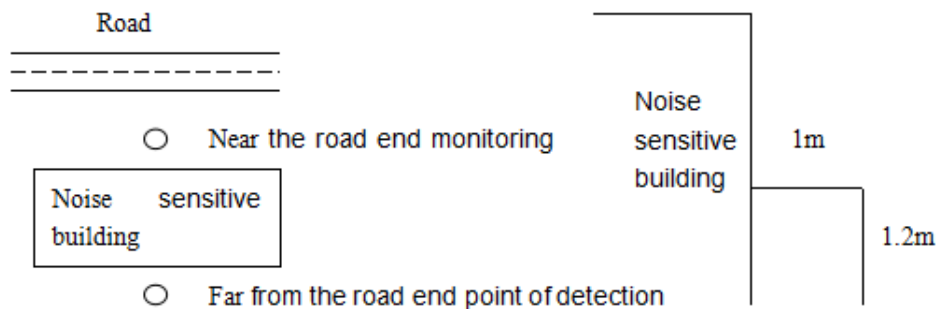 Road
Near the road end monitoring
Noise sensitive
building
Far from the road end point of detection
Noise
sensitive
building
1m
1.2m